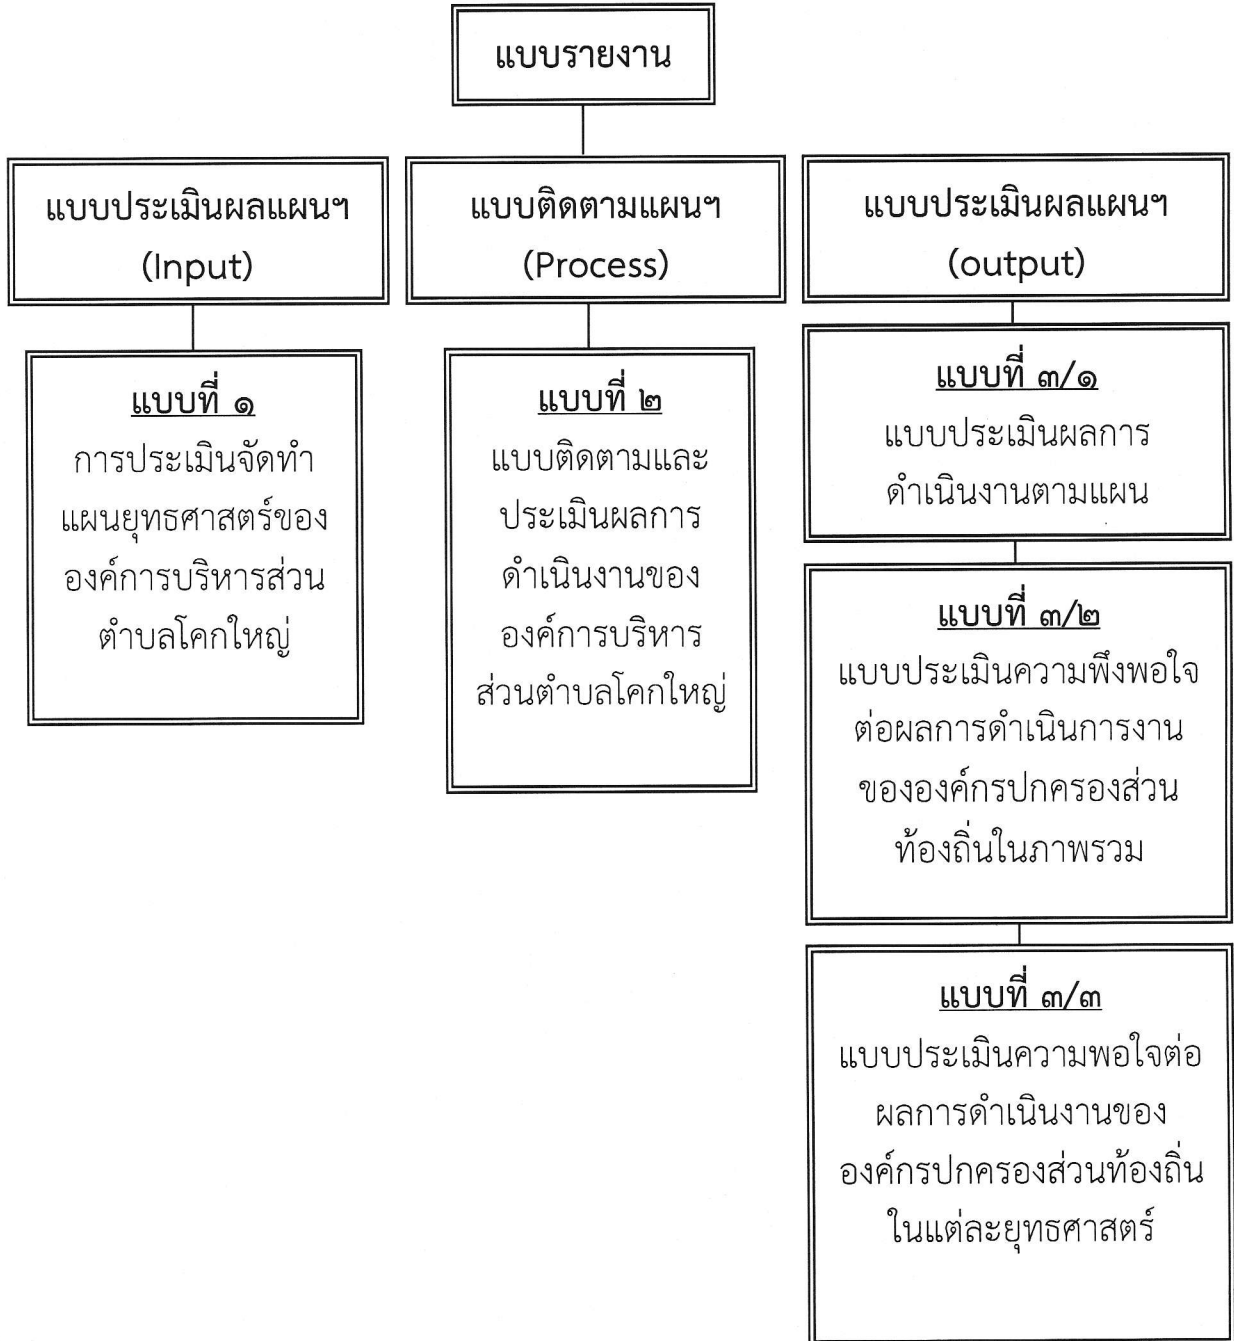 แบบรายงาน
แบบประเมินผลแผนฯ
(Input)
แบบที่ ๑
การประเมินจัดทำ
แผนยุทธศาสตร์ของ
องค์การบริหารส่วน
ตำบลโคกใหญ่
แบบติดตามแผนฯ
(Process)
แบบที่ ๒
แบบติดตามและ
ประเมินผลการ
ดำเนินงานของ
องค์การบริหาร
ส่วนตำบลโคกใหญ่
แบบประเมินผลแผนฯ
(output)
แบบที่ ๓/๑
แบบประเมินผลการ
ดำเนินงานตามแผน
แบบที่ ๓/๒
แบบประเมินความพึงพอใจ
ต่อผลการดำเนินการงาน
ขององค์กรปกครองส่วน
ท้องถิ่นในภาพรวม
แบบที่ ๓/๓
แบบประเมินความพอใจต่อ
ผลการดำเนินงานของ
องค์กรปกครองส่วนท้องถิ่น
ในแต่ละยุทธศาสตร์